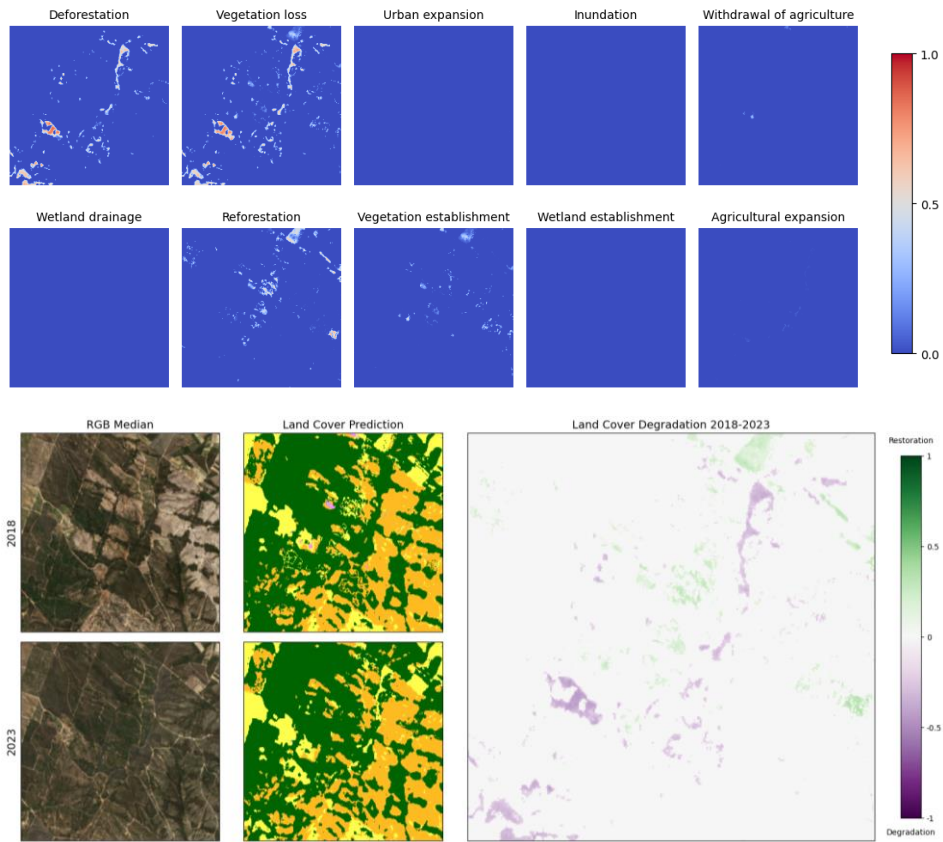 Deforestation Vegetation loss Urban expansion Inundation Withdrawal of agriculture
1.0
0.5
Wetland drainage Reforestation Vegetation establishment Wetland establishment Agricultural expansion
0.0
RGB Median Land Cover Prediction Land Cover Degradation 2018-2023
Restoration
1
0.5
2018
0
-0.5
2023
-1
Degradation